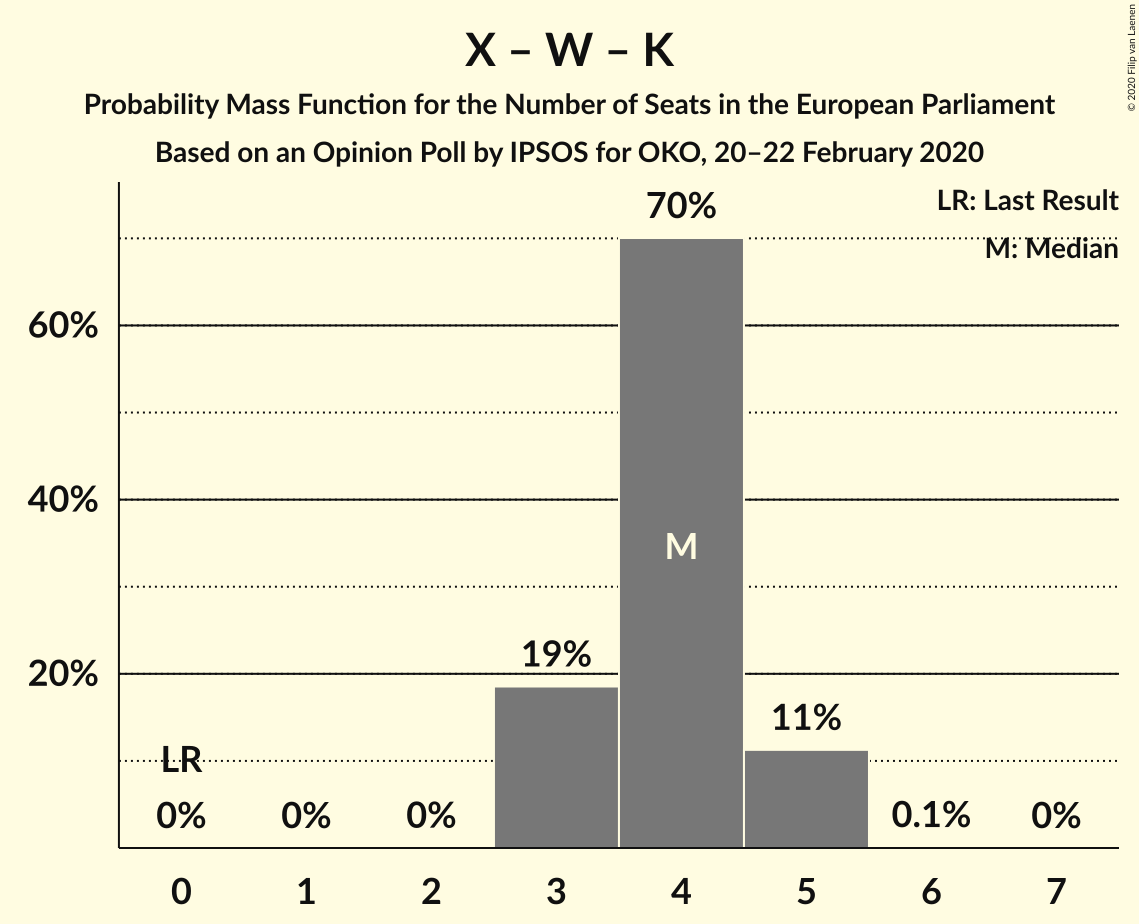 X – W – K
Probability Mass Function for the Number of Seats in the European Parliament
Based on an Opinion Poll by IPSOS for OKO, 20–22 February 2020
© 2020 Filip van Laenen
LR: Last Result
M: Median
70%
60%
40%
M
19%
20%
11%
LR
0%
0%
0%
0.1%
0%
0 1 2 3 4 5 6 7